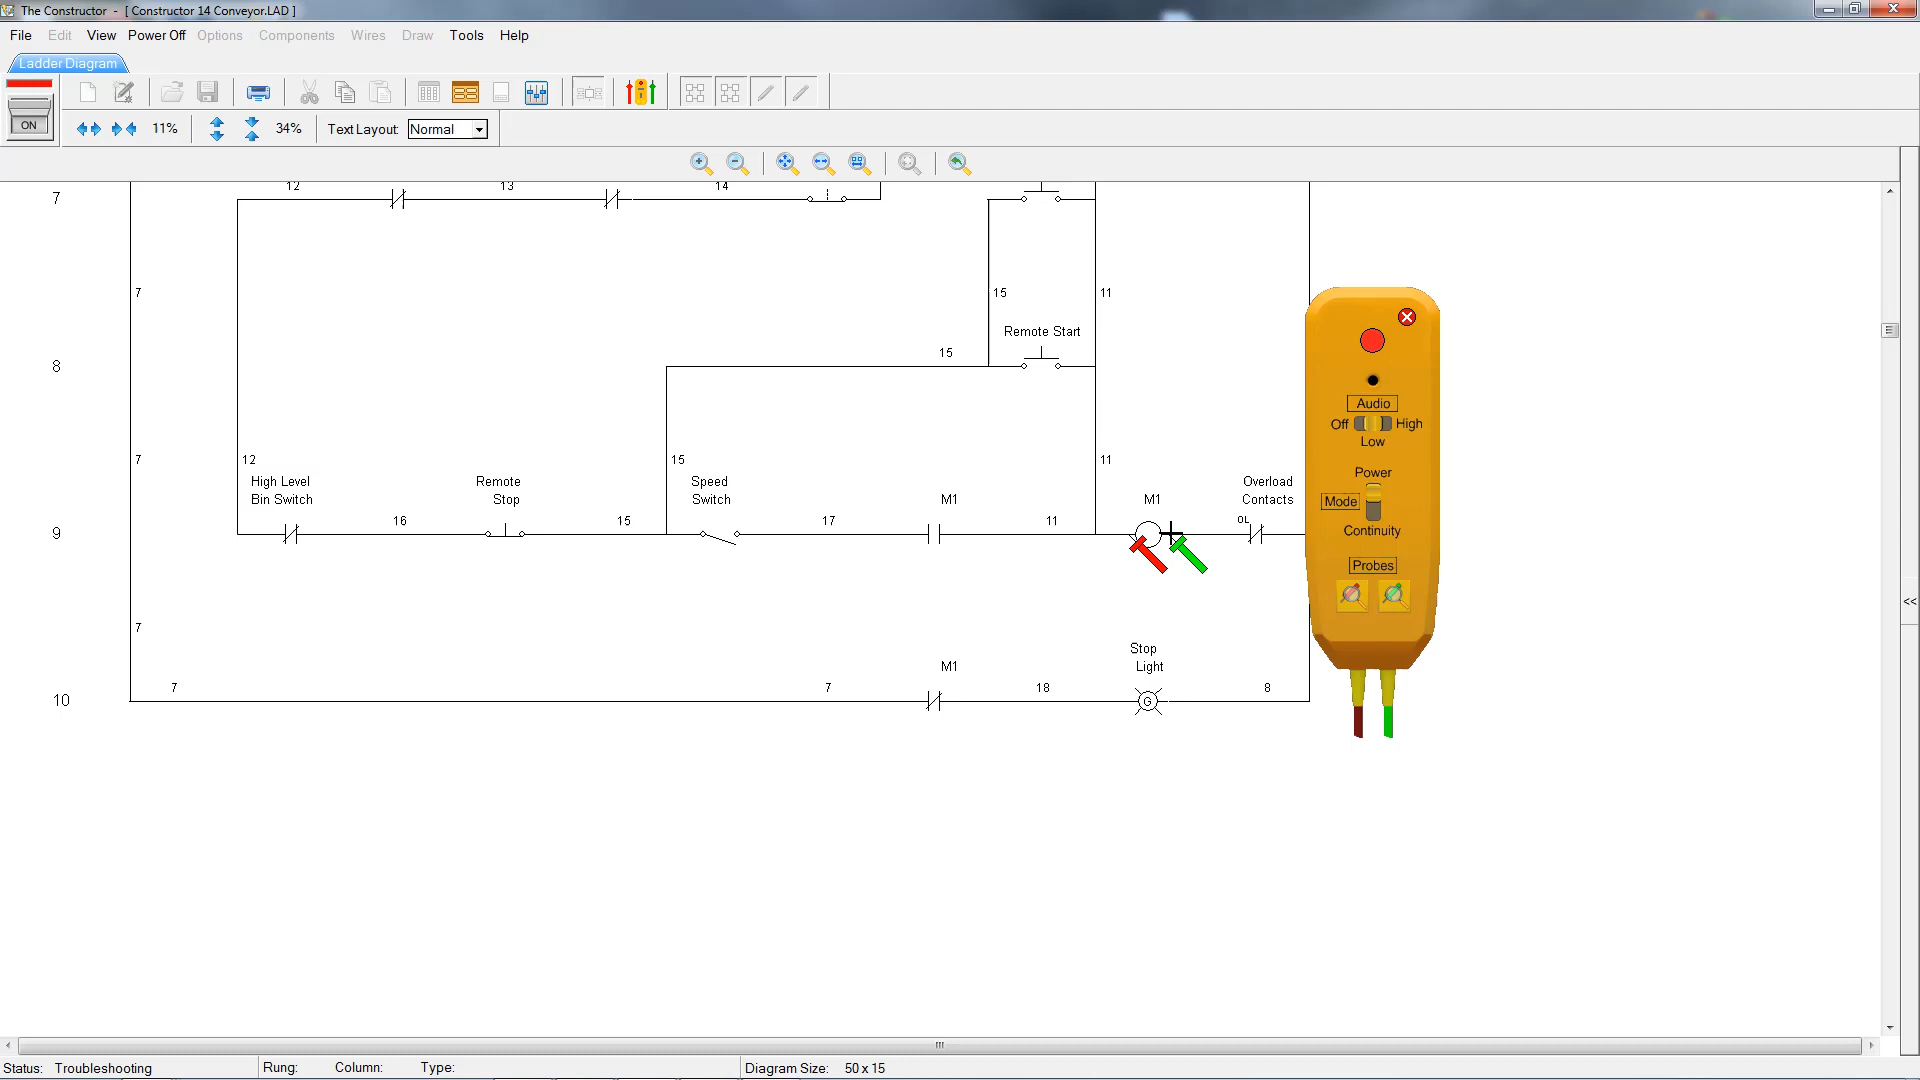 The Constructor - [ Constructor 14 Conveyor.LAD ]
File Edit View Power Off Options Components Wires Draw Tools Help
Ladder Diagram
ON
11% 34% Text Layout: Normal
7 12 13 14
7 15 11
Remote Start
8 15
7 12 15 11
High Level Remote Speed Overload
Bin Switch Stop Switch M1 M1 Contacts
9 16 15 17 11 OL
7
Stop
M1 Light
10 7 7 18 G 8
Audio
Off High
Low
Power
Mode
Continuity
Probes
<<
Status: Troubleshooting Rung: Column: Type: Diagram Size: 50 x 15